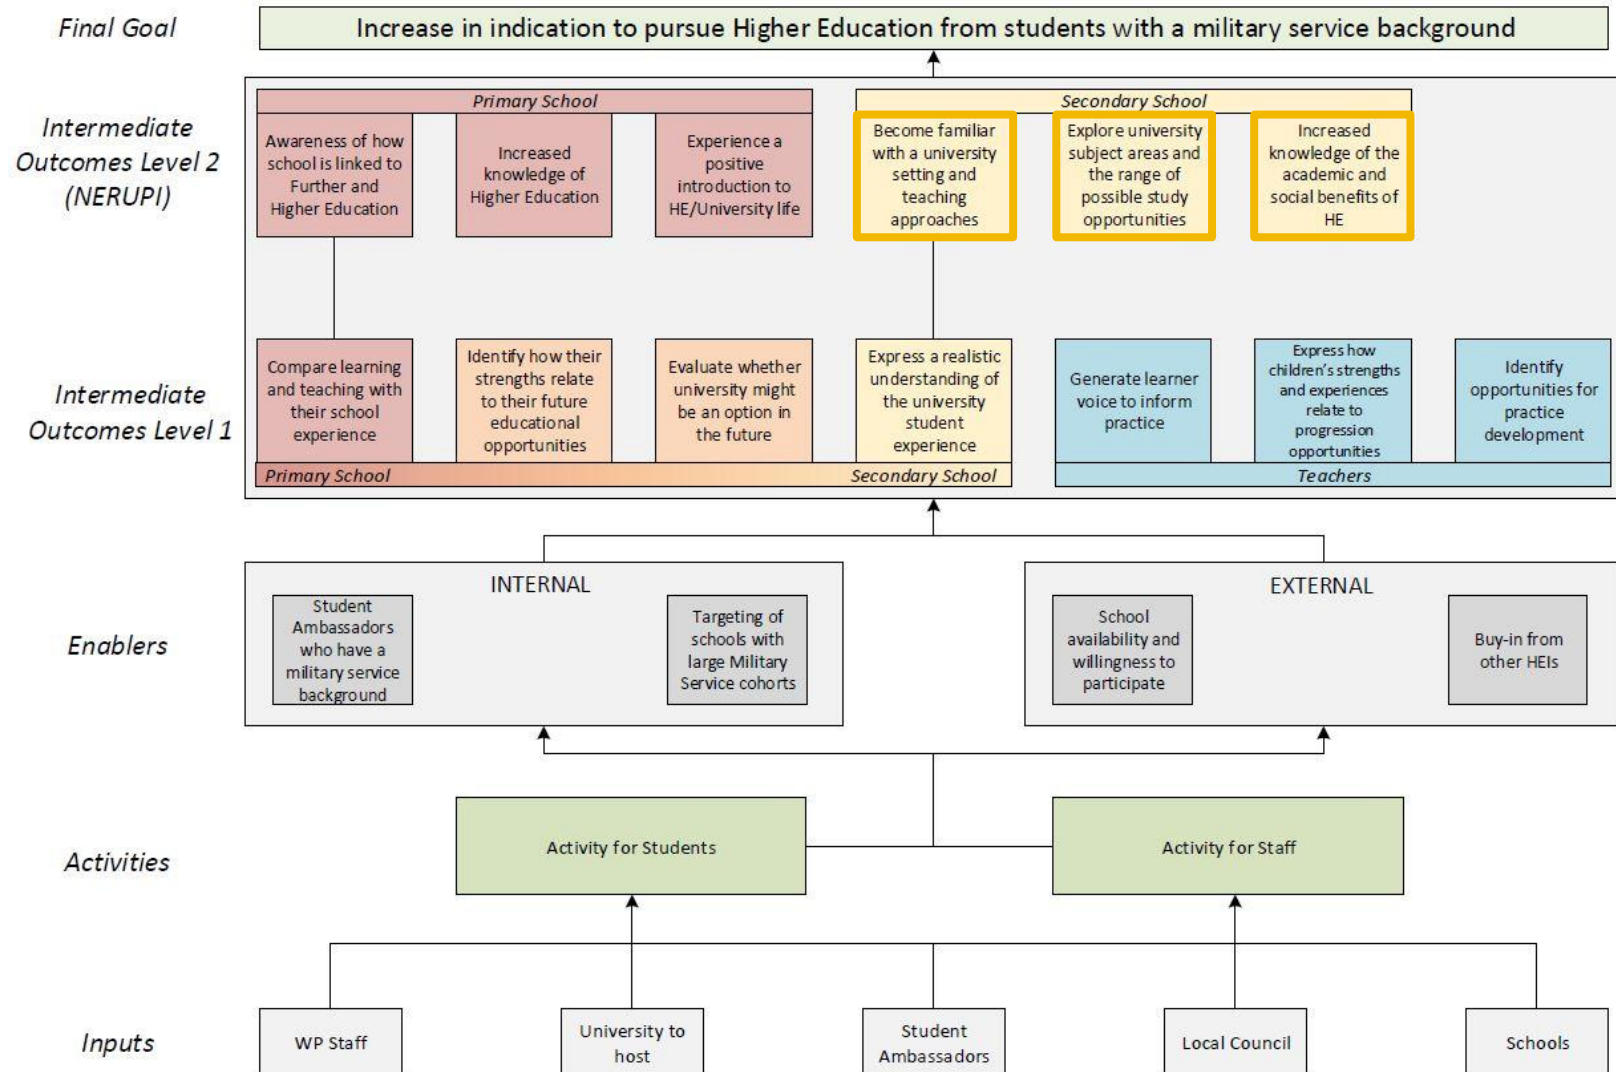 Final Goal
Increase in indication to pursue Higher Education from students with a military service background
Intermediate
Outcomes Level 2
(NERUPI)
Primary School
Awareness of how
school is linked to
Further and
Higher Education
Increased
knowledge of
Higher Education
Experience a
positive
introduction to
HE/University life
Secondary School
Become familiar
with a university
setting and
teaching
approaches
Explore university
subject areas and
the range of
possible study
opportunities
Increased
knowledge of the
academic and
social benefits of
HE
Intermediate
Outcomes Level 1
Compare learning
and teaching with
their school
experience
Identify how their
strengths relate
to their future
educational
opportunities
Evaluate whether
university might
be an option in
the future
Express a realistic
understanding of
the university
student
experience
Primary School
Secondary School
Generate learner
voice to inform
practice
Express how
children's strengths
and experiences
relate to
progression
opportunities
Identify
opportunities for
practice
development
Teachers
Enablers
INTERNAL
Student
Ambassadors
who have a
military service
background
Targeting of
schools with
large Military
Service cohorts
EXTERNAL
School
availability and
willingness to
participate
Buy-in from
other HEIs
Activities
Activity for Students
Activity for Staff
Inputs
WP Staff
University to
host
Student
Ambassadors
Local Council
Schools